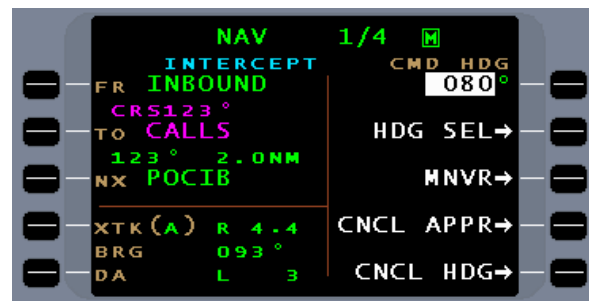 NAV 1/4 M
INTERCEPT CMD HDG
FR INBOUND 080°
CRS123°
TO CALLS HDG SEL→
123° 2.0NM
NX POCIB MNVR→
XTK(A) R 4.4 CNCL APPR→
BRG 093°
DA L 3 CNCL HDG→